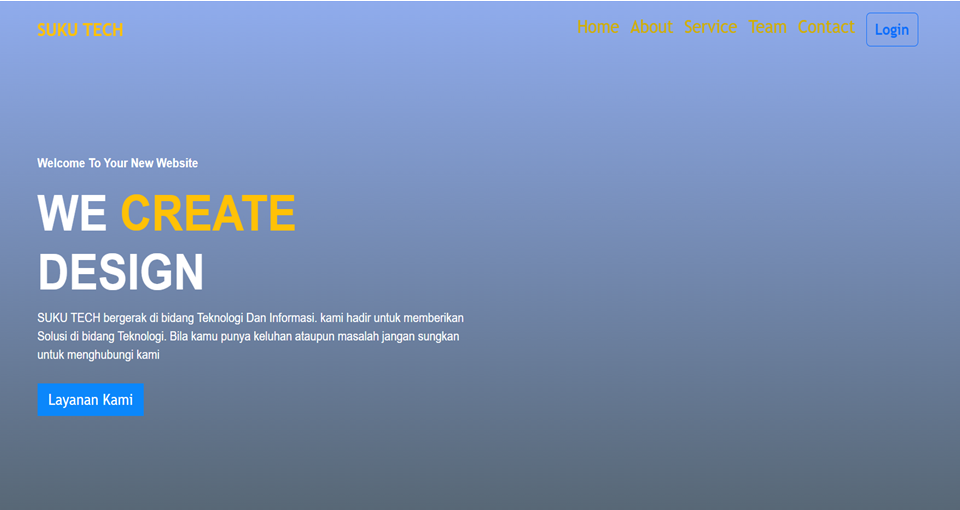 SUKU TECH
Home About Service Team Contact Login
Welcome To Your New Website
WE CREATE
DESIGN
SUKU TECH bergerak di bidang Teknologi Dan Informasi. kami hadir untuk memberikan
Solusi di bidang Teknologi. Bila kamu punya keluhan ataupun masalah jangan sungkan
untuk menghubungi kami
Layanan Kami